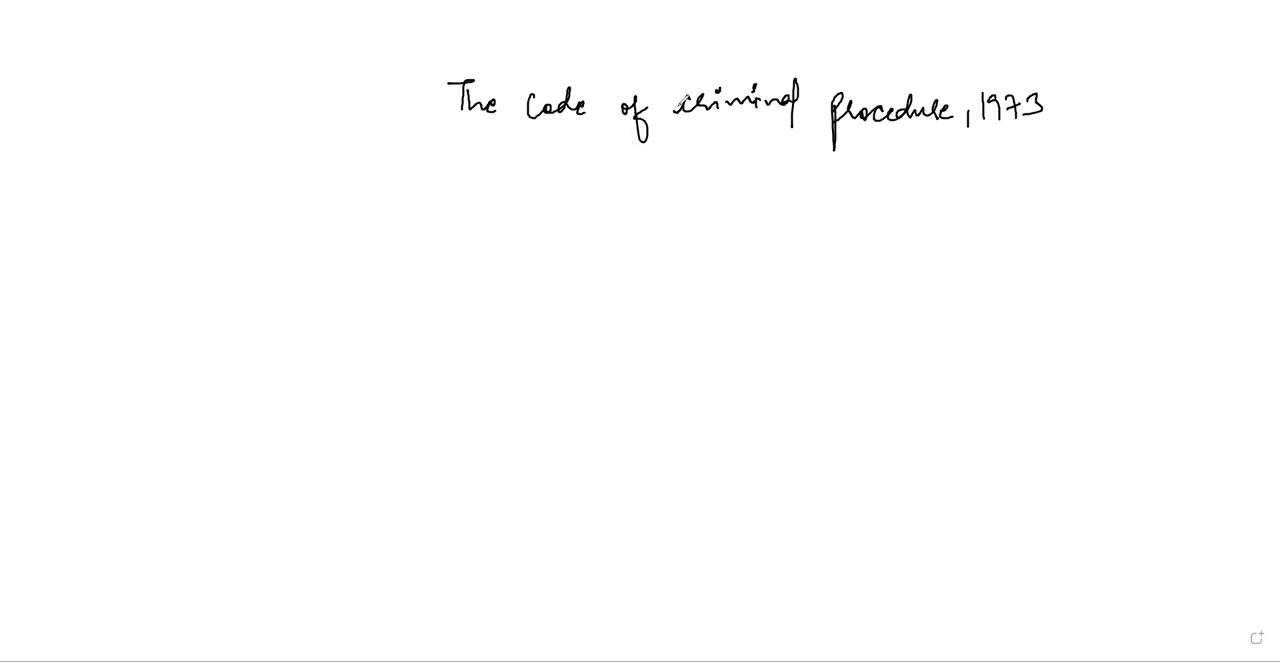 The code of criminal procedure, 1973